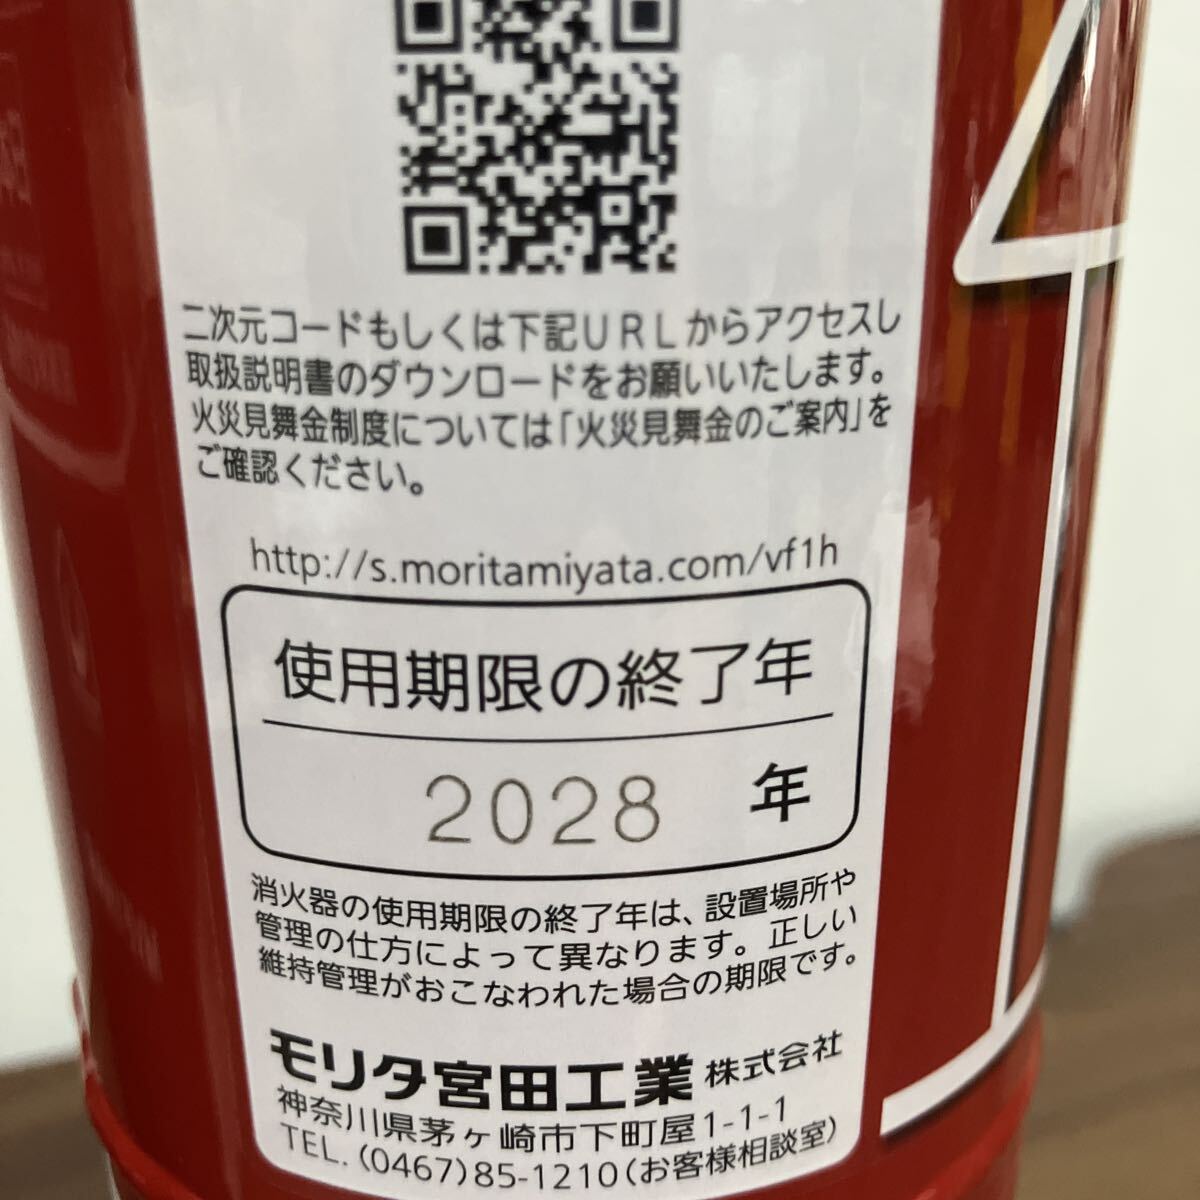 二次元コードもしくは下記URLからアクセスし
取扱説明書のダウンロードをお願いいたします。
火災見舞金制度については「火災見舞金のご案内」を
ご確認ください。
http://s.moritamiyata.com/vf1h
使用期限の終了年
2028 年
消火器の使用期限の終了年は、設置場所や
管理の仕方によって異なります。正しい
維持管理がおこなわれた場合の期限です。
モリタ宮田工業 株式会社
神奈川県茅ヶ崎市下町屋1-1-1
TEL. (0467)85-1210(お客様相談室)